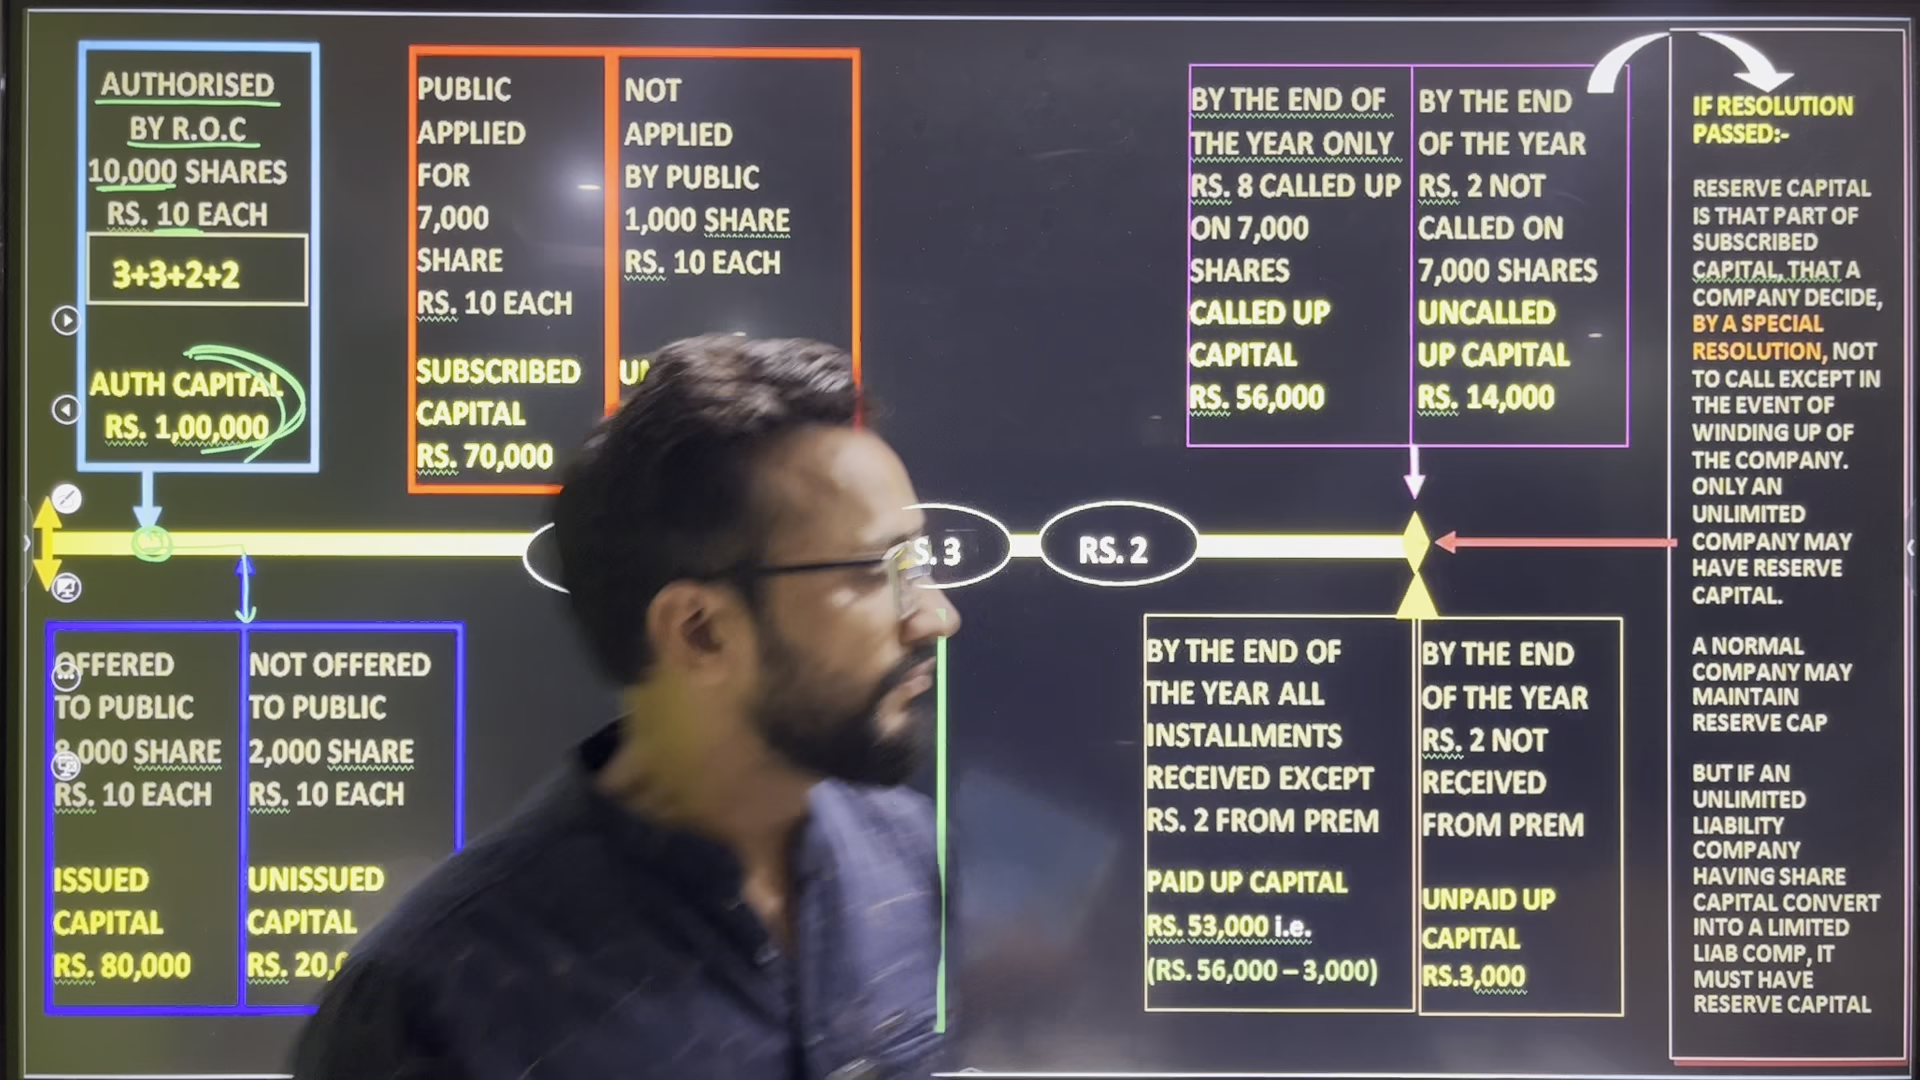 AUTHORISED
BY R.O.C
10,000 SHARES
RS. 10 EACH
3+3+2+2
AUTH CAPITAL
RS. 1,00,000
PUBLIC
APPLIED
FOR
7,000
SHARE
RS. 10 EACH
SUBSCRIBED
CAPITAL
RS. 70,000
NOT
APPLIED
BY PUBLIC
1,000 SHARE
RS. 10 EACH
BY THE END OF
THE YEAR ONLY
RS. 8 CALLED UP
ON 7,000
SHARES
CALLED UP
CAPITAL
RS. 56,000
BY THE END
OF THE YEAR
RS. 2 NOT
CALLED ON
7,000 SHARES
UNCALLED
UP CAPITAL
RS. 14,000
IF RESOLUTION
PASSED:-
RESERVE CAPITAL
IS THAT PART OF
SUBSCRIBED
CAPITAL, THAT A
COMPANY DECIDE,
BY A SPECIAL
RESOLUTION, NOT
TO CALL EXCEPT IN
THE EVENT OF
WINDING UP OF
THE COMPANY.
ONLY AN
UNLIMITED
COMPANY MAY
HAVE RESERVE
CAPITAL.
A NORMAL
COMPANY MAY
MAINTAIN
RESERVE CAP
BUT IF AN
UNLIMITED
LIABILITY
COMPANY
HAVING SHARE
CAPITAL CONVERT
INTO A LIMITED
LIAB COMP, IT
MUST HAVE
RESERVE CAPITAL
S. 3
RS. 2
OFFERED
TO PUBLIC
8,000 SHARE
RS. 10 EACH
ISSUED
CAPITAL
RS. 80,000
NOT OFFERED
TO PUBLIC
2,000 SHARE
RS. 10 EACH
UNISSUED
CAPITAL
RS. 20,
BY THE END OF
THE YEAR ALL
INSTALLMENTS
RECEIVED EXCEPT
RS. 2 FROM PREM
PAID UP CAPITAL
RS. 53,000 i.e.
(RS. 56,000 – 3,000)
BY THE END
OF THE YEAR
RS. 2 NOT
RECEIVED
FROM PREM
UNPAID UP
CAPITAL
RS.3,000